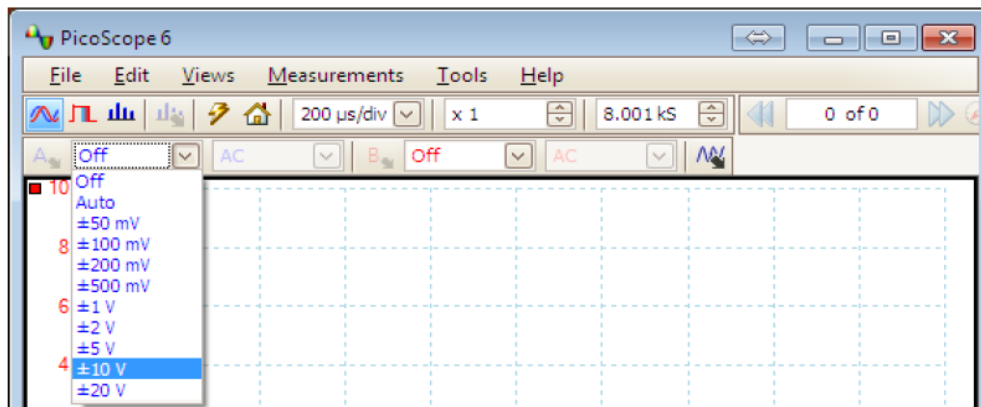 PicoScope 6
File Edit Views Measurements Tools Help
200 µs/div x 1 8.001 kS 0 of 0
A Off AC B Off AC
10
8
6
4
Off
Auto
±50 mV
±100 mV
±200 mV
±500 mV
±1 V
±2 V
±5 V
±10 V
±20 V